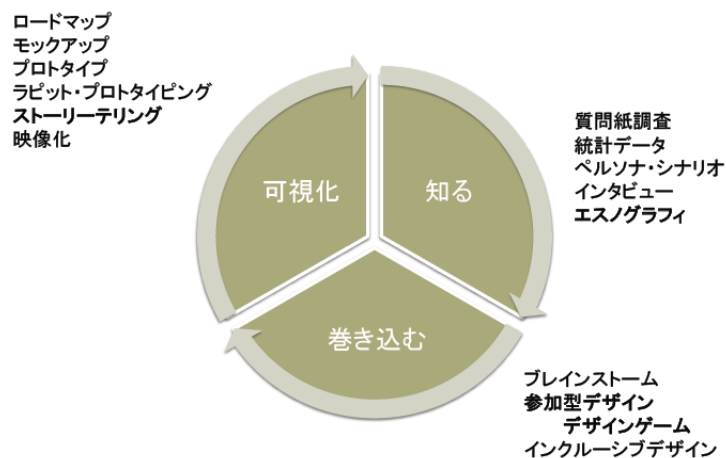 ロードマップ
モックアップ
プロトタイプ
ラピット・プロトタイピング
ストーリーテリング
映像化
質問紙調査
統計データ
ペルソナ・シナリオ
インタビュー
エスノグラフィ
可視化
知る
巻き込む
ブレインストーム
参加型デザイン
デザインゲーム
インクルーシブデザイン